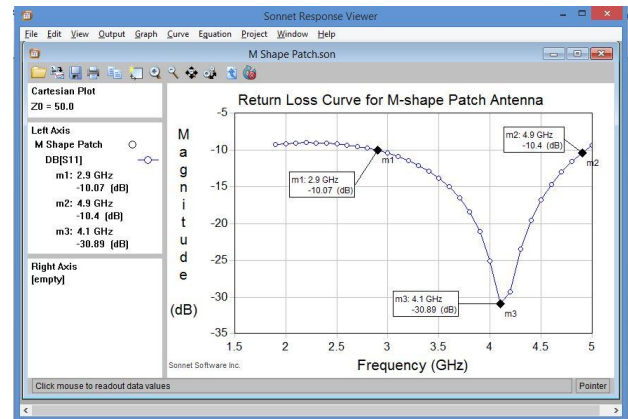 Sonnet Response Viewer
File Edit View Output Graph Curve Equation Project Window Help
M Shape Patch.son
Cartesian Plot
Z0 = 50.0
Left Axis
M Shape Patch
DB[S11]
m1: 2.9 GHz
-10.07 (dB)
m2: 4.9 GHz
-10.4 (dB)
m3: 4.1 GHz
-30.89 (dB)
Right Axis
[empty]
Return Loss Curve for M-shape Patch Antenna
Magnitude
(dB)
-5
-10
-15
-20
-25
-30
-35
m1: 2.9 GHz
-10.07 (dB)
m1
m2: 4.9 GHz
-10.4 (dB)
m2
m3: 4.1 GHz
-30.89 (dB)
m3
1.5 2 2.5 3 3.5 4 4.5 5
Sonnet Software Inc.
Frequency (GHz)
Click mouse to readout data values
Pointer